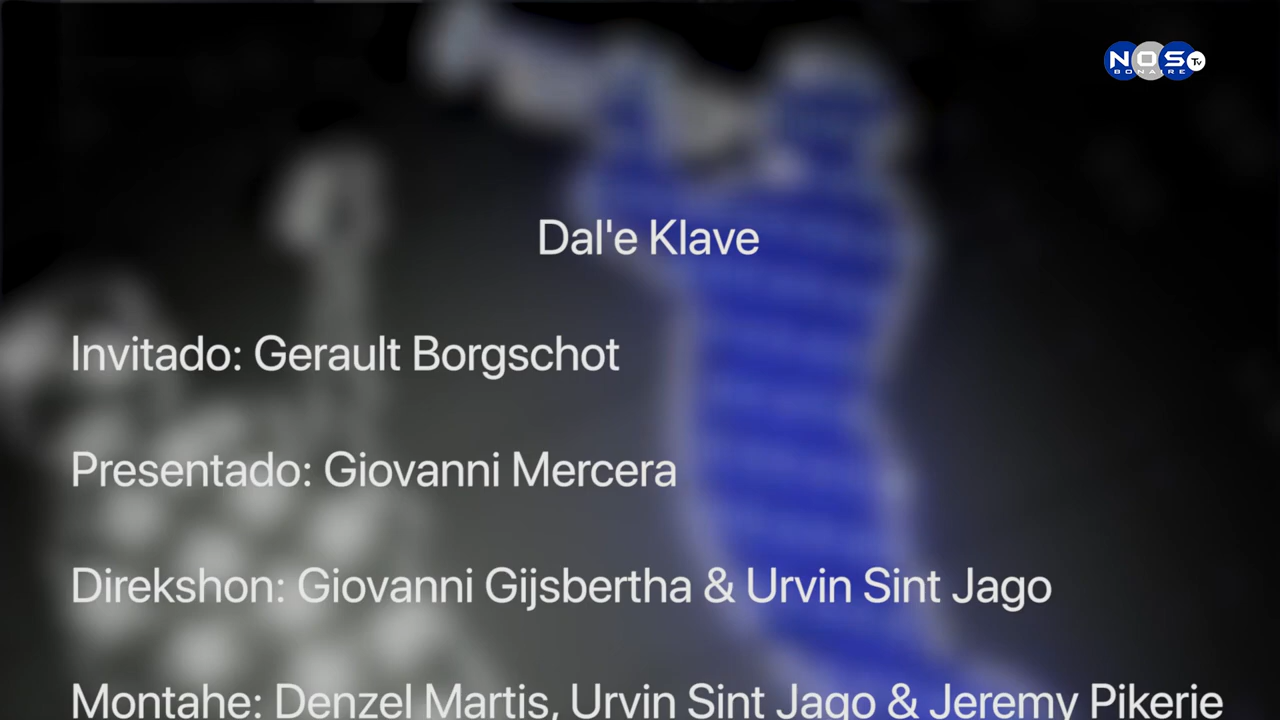 NOS TV
BONAIRE
Dal'e Klave
Invitado: Gerault Borgschot
Presentado: Giovanni Mercera
Direkshon: Giovanni Gijsbertha & Urvin Sint Jago
Montahe: Denzel Martis, Urvin Sint Jago & Jeremy Pikerie